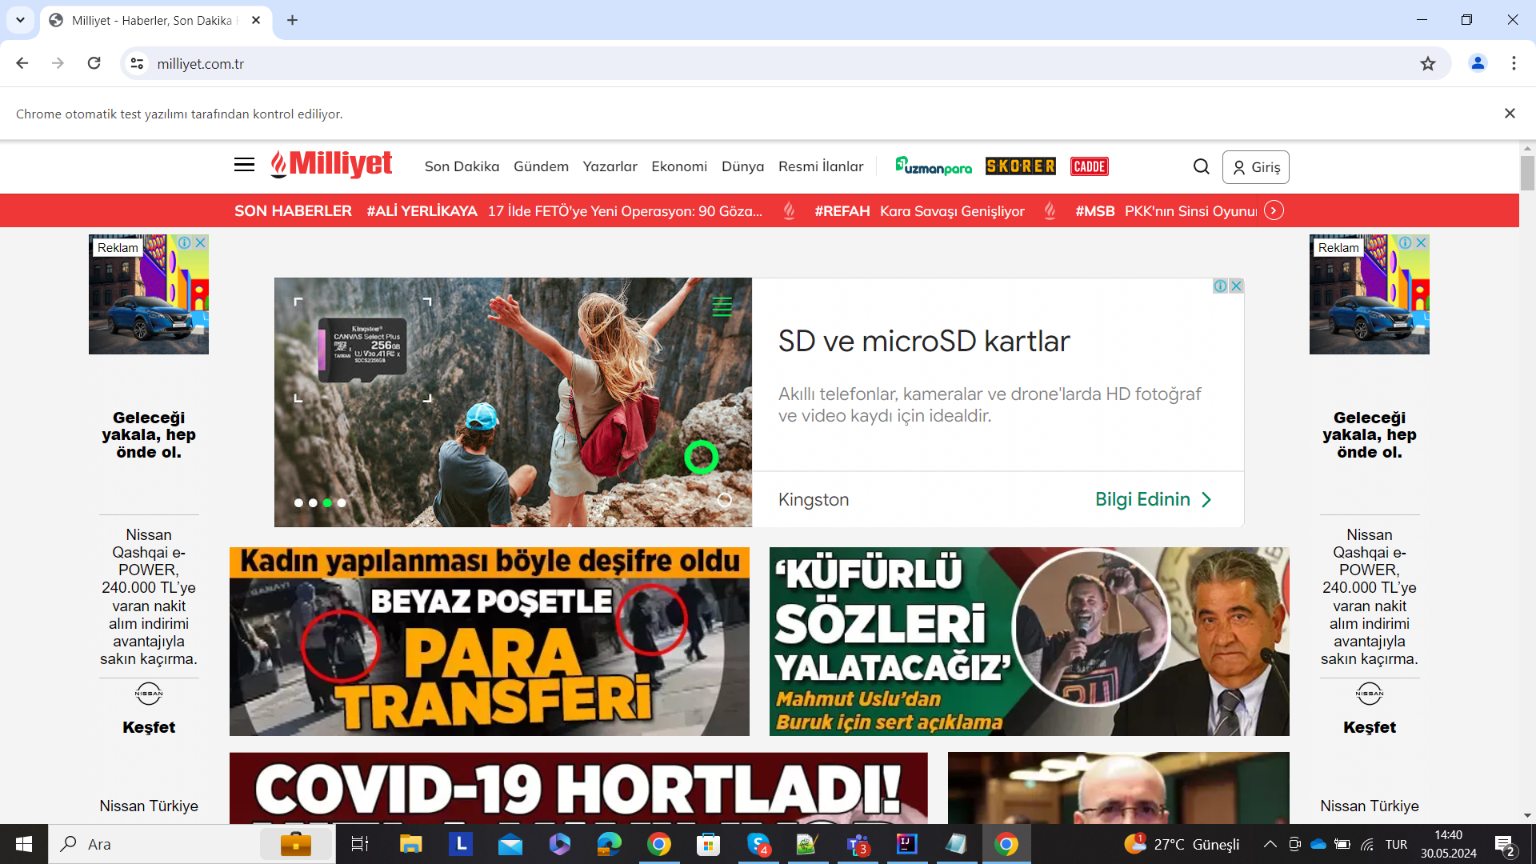 Milliyet - Haberler, Son Dakika
milliyet.com.tr
Chrome otomatik test yazılımı tarafından kontrol ediliyor.
Milliyet
Son Dakika Gündem Yazarlar Ekonomi Dünya Resmi İlanlar
uzmanpara SKORER CADDE
Giriş
SON HABERLER #ALİ YERLİKAYA 17 İlde FETÖ'ye Yeni Operasyon: 90 Göza... #REFAH Kara Savaşı Genişliyor #MSB PKK'nın Sinsi Oyunu
Reklam
Geleceği
yakala, hep
önde ol.
Nissan
Qashqai e-
POWER,
240.000 TL'ye
varan nakit
alım indirimi
avantajıyla
sakın kaçırma.
NISSAN
Keşfet
Nissan Türkiye
Kingston
CANVAS Select Plus
256GB
SD ve microSD kartlar
Akıllı telefonlar, kameralar ve drone'larda HD fotoğraf
ve video kaydı için idealdir.
Kingston
Bilgi Edinin
Kadın yapılanması böyle deşifre oldu
BEYAZ POŞETLE
PARA
TRANSFERİ
'KÜFÜRLÜ
SÖZLERİ
YALATACAĞIZ'
Mahmut Uslu'dan
Buruk için sert açıklama
COVID-19 HORTLADI!
Reklam
Geleceği
yakala, hep
önde ol.
Nissan
Qashqai e-
POWER,
240.000 TL'ye
varan nakit
alım indirimi
avantajıyla
sakın kaçırma.
NISSAN
Keşfet
Nissan Türkiye
Ara
L
4
3
IJ
1
27°C Güneşli
TUR
14:40
30.05.2024
2